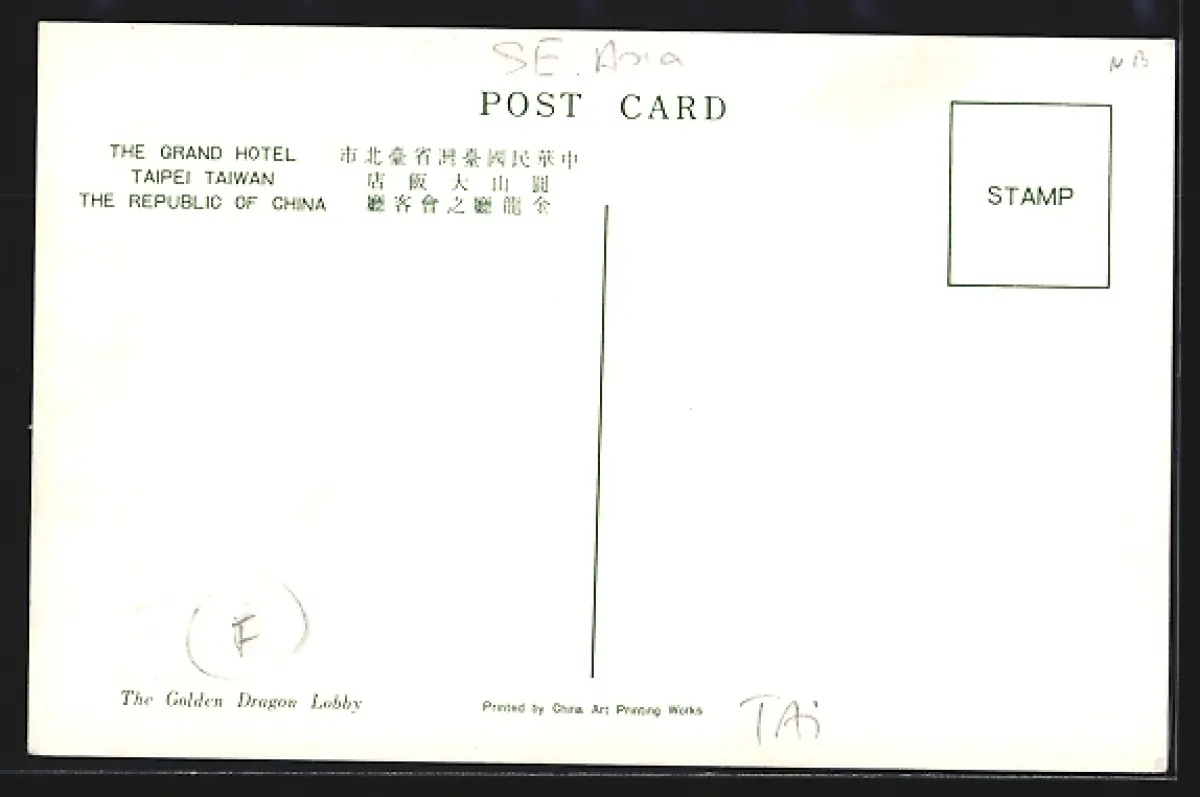 SE. Asia
NB
POST CARD
THE GRAND HOTEL
TAIPEI TAIWAN
THE REPUBLIC OF CHINA
中華民國臺灣省臺北市
圓山大飯店
金龍廳之會客廳
STAMP
(F)
The Golden Dragon Lobby
Printed by China Art Printing Works
TAi